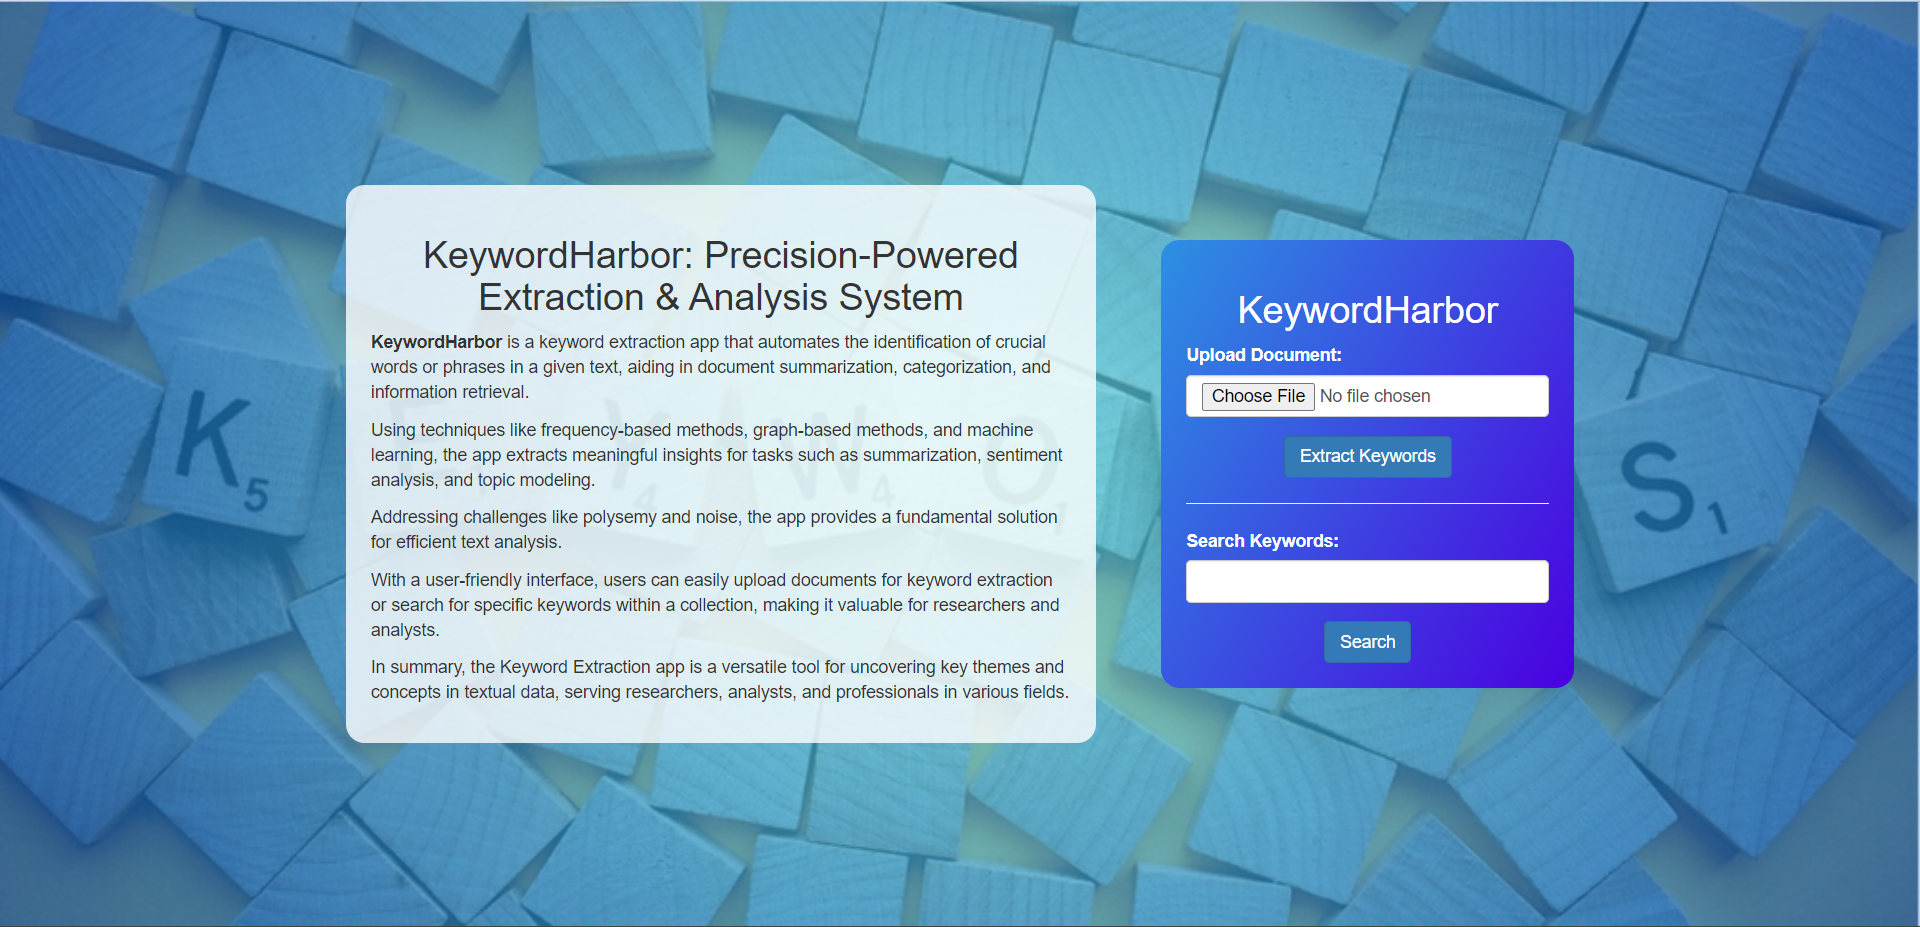 KeywordHarbor: Precision-Powered
Extraction & Analysis System
KeywordHarbor is a keyword extraction app that automates the identification of crucial
words or phrases in a given text, aiding in document summarization, categorization, and
information retrieval.
Using techniques like frequency-based methods, graph-based methods, and machine
learning, the app extracts meaningful insights for tasks such as summarization, sentiment
analysis, and topic modeling.
Addressing challenges like polysemy and noise, the app provides a fundamental solution
for efficient text analysis.
With a user-friendly interface, users can easily upload documents for keyword extraction
or search for specific keywords within a collection, making it valuable for researchers and
analysts.
In summary, the Keyword Extraction app is a versatile tool for uncovering key themes and
concepts in textual data, serving researchers, analysts, and professionals in various fields.
KeywordHarbor
Upload Document:
Choose File No file chosen
Extract Keywords
Search Keywords:
Search
K5 E1 Y4 W4 O1 S1